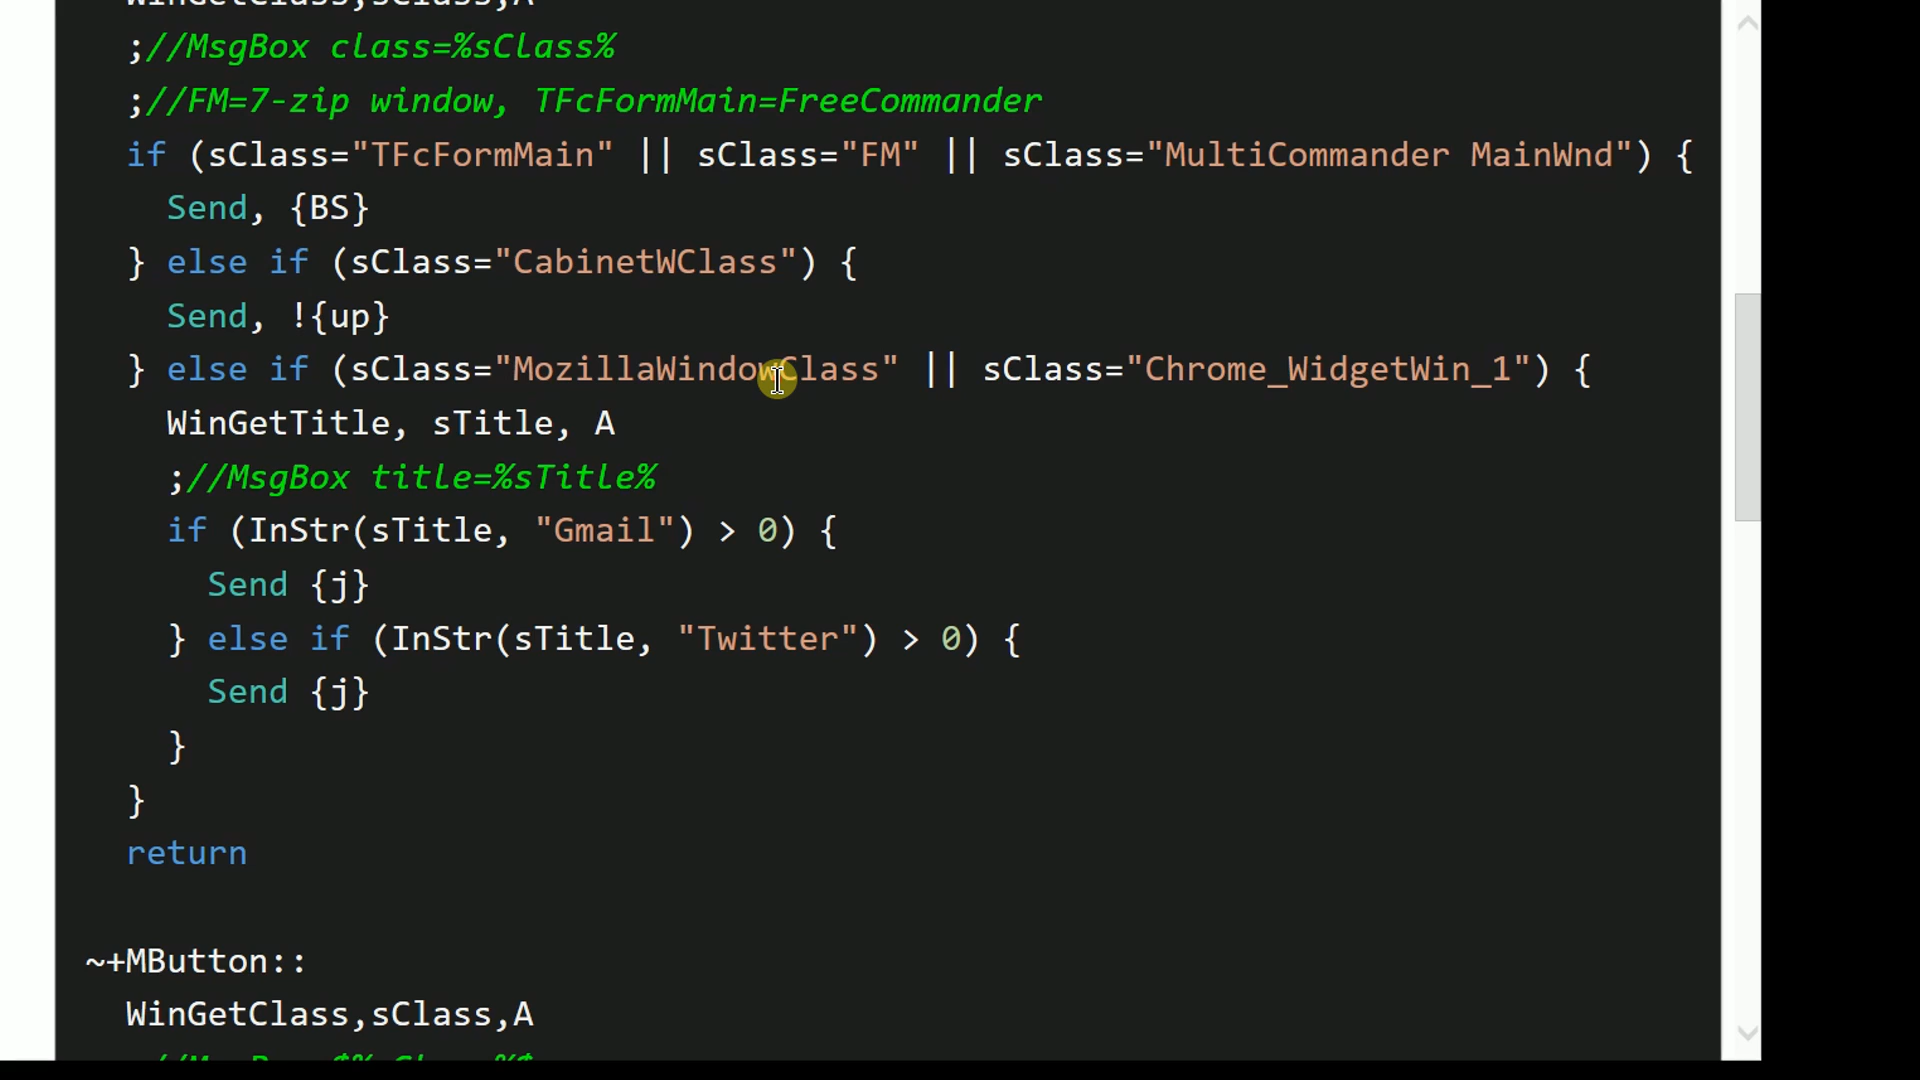 WinGetClass,sClass,A
;//MsgBox class=%sClass%
;//FM=7-zip window, TFcFormMain=FreeCommander
if (sClass="TFcFormMain" || sClass="FM" || sClass="MultiCommander MainWnd") {
Send, {BS}
} else if (sClass="CabinetWClass") {
Send, !{up}
} else if (sClass="MozillaWindowClass" || sClass="Chrome_WidgetWin_1") {
WinGetTitle, sTitle, A
;//MsgBox title=%sTitle%
if (InStr(sTitle, "Gmail") > 0) {
Send {j}
} else if (InStr(sTitle, "Twitter") > 0) {
Send {j}
}
}
return
~+MButton::
WinGetClass,sClass,A